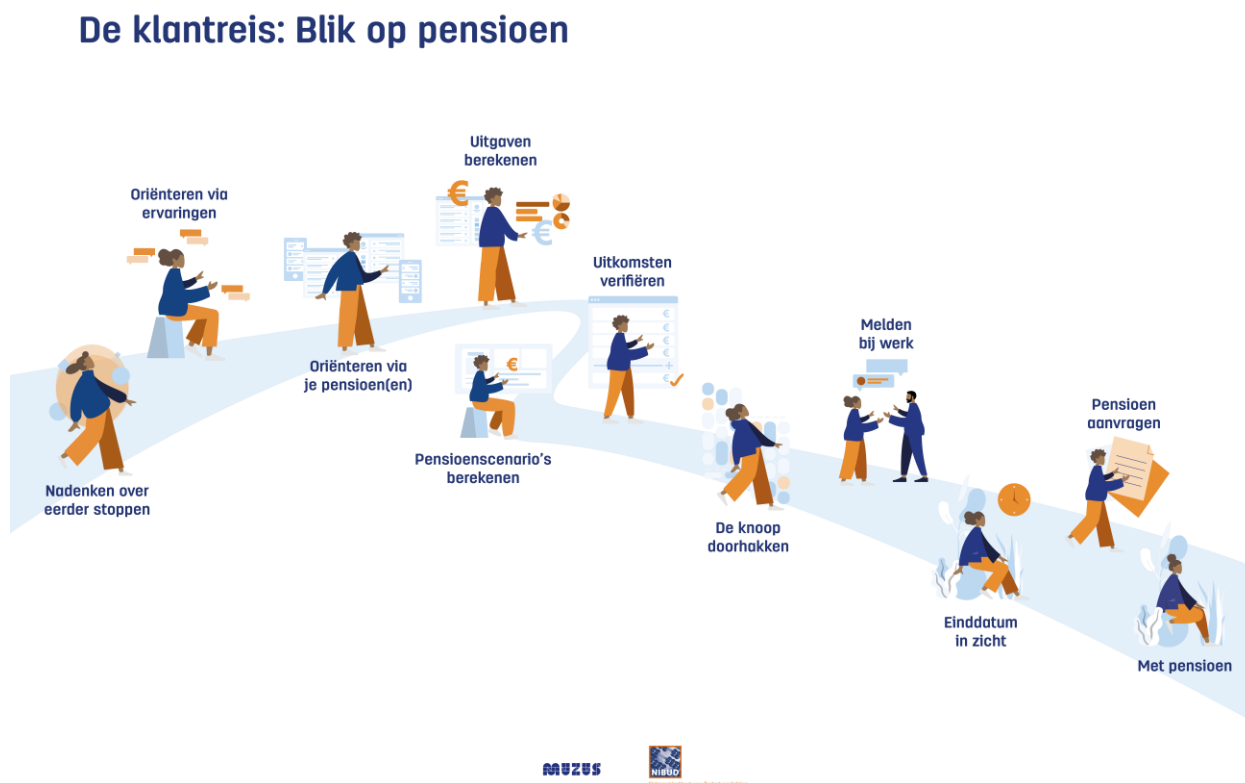 De klantreis: Blik op pensioen
Nadenken over
eerder stoppen
Oriënteren via
ervaringen
Oriënteren via
je pensioen(en)
Uitgaven
berekenen
€
€
Pensioenscenario's
berekenen
€
Uitkomsten
verifiëren
€
€
€
€
+
€
De knoop
doorhakken
Melden
bij werk
Einddatum
in zicht
Pensioen
aanvragen
Met pensioen
MUZUS
NIBUD